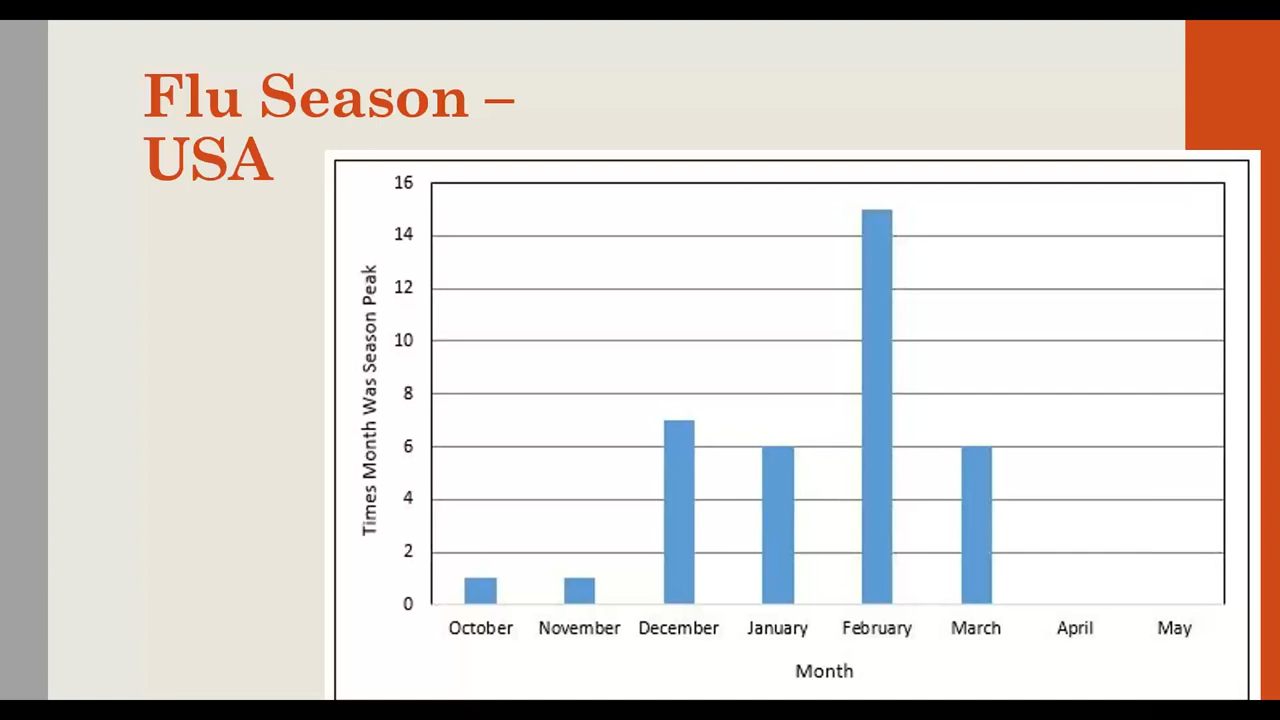 Flu Season –
USA
Times Month Was Season Peak
16
14
12
10
8
6
4
2
0
October November December January February March April May
Month